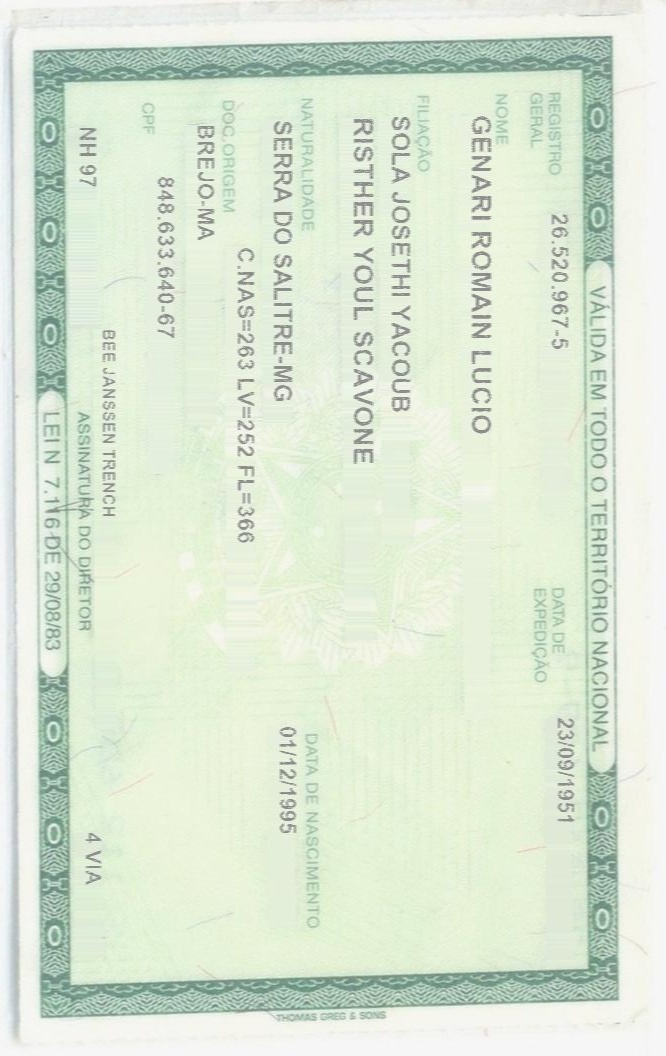 VÁLIDA EM TODO O TERRITÓRIO NACIONAL
REGISTRO GERAL 26.520.967-5 DATA DE EXPEDIÇÃO 23/09/1951
NOME
GENARI ROMAIN LUCIO
FILIAÇÃO
SOLA JOSETHI YACOUB
RISTHER YOUL SCAVONE
NATURALIDADE DATA DE NASCIMENTO
SERRA DO SALITRE-MG 01/12/1995
DOC. ORIGEM C.NAS=263 LV=252 FL=366
BREJO-MA
CPF 848.633.640-67
BEE JANSSEN TRENCH
NH 97 ASSINATURA DO DIRETOR 4 VIA
LEI N 7.116 DE 29/08/83
THOMAS GREG & SONS